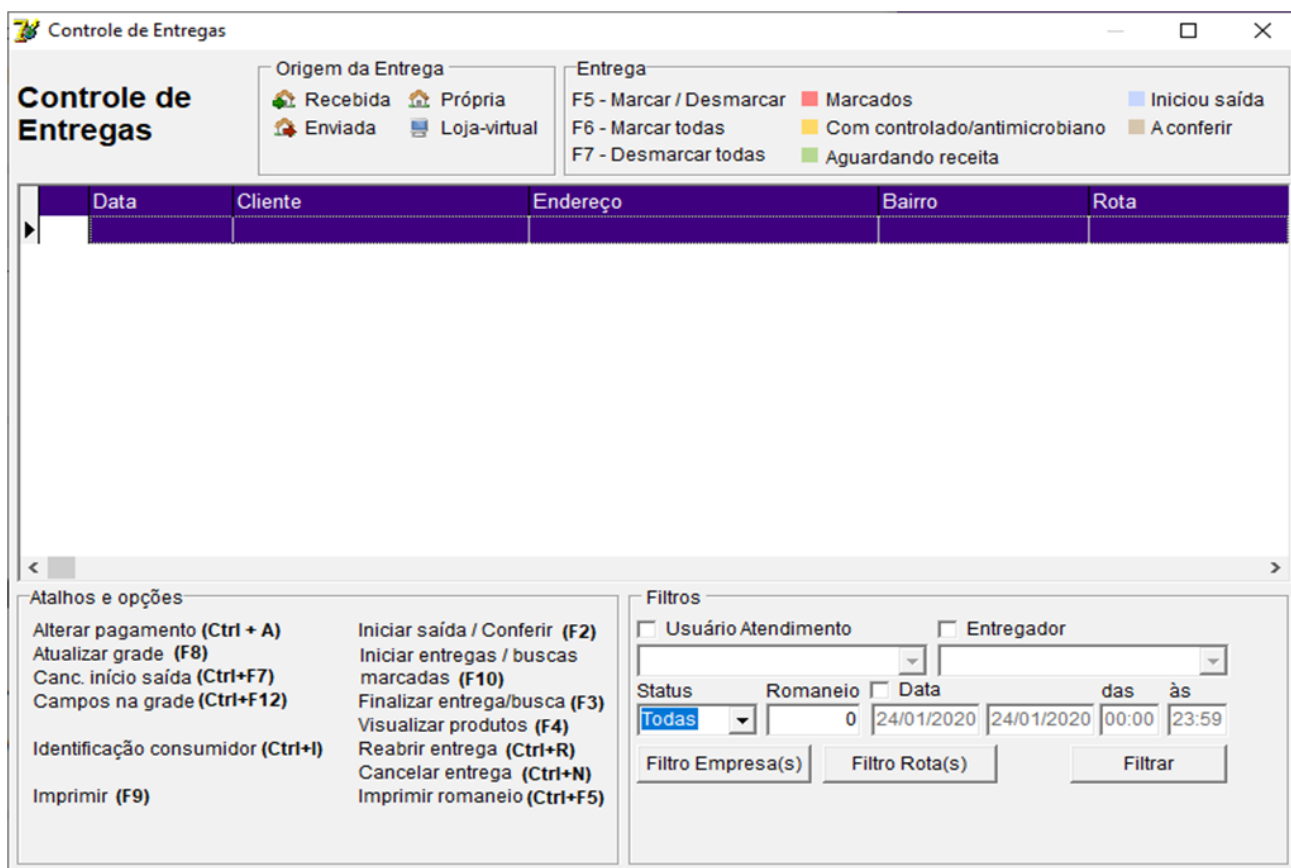 Controle de Entregas
Controle de
Entregas
Origem da Entrega
Recebida Própria
Enviada Loja-virtual
Entrega
F5 - Marcar / Desmarcar Marcados Iniciou saída
F6 - Marcar todas Com controlado/antimicrobiano A conferir
F7 - Desmarcar todas Aguardando receita
Data Cliente Endereço Bairro Rota
Atalhos e opções
Alterar pagamento (Ctrl + A)
Atualizar grade (F8)
Canc. início saída (Ctrl+F7)
Campos na grade (Ctrl+F12)
Identificação consumidor (Ctrl+I)
Imprimir (F9)
Iniciar saída / Conferir (F2)
Iniciar entregas / buscas
marcadas (F10)
Finalizar entrega/busca (F3)
Visualizar produtos (F4)
Reabrir entrega (Ctrl+R)
Cancelar entrega (Ctrl+N)
Imprimir romaneio (Ctrl+F5)
Filtros
Usuário Atendimento Entregador
Status Romaneio Data das às
Todas 0 24/01/2020 24/01/2020 00:00 23:59
Filtro Empresa(s) Filtro Rota(s) Filtrar